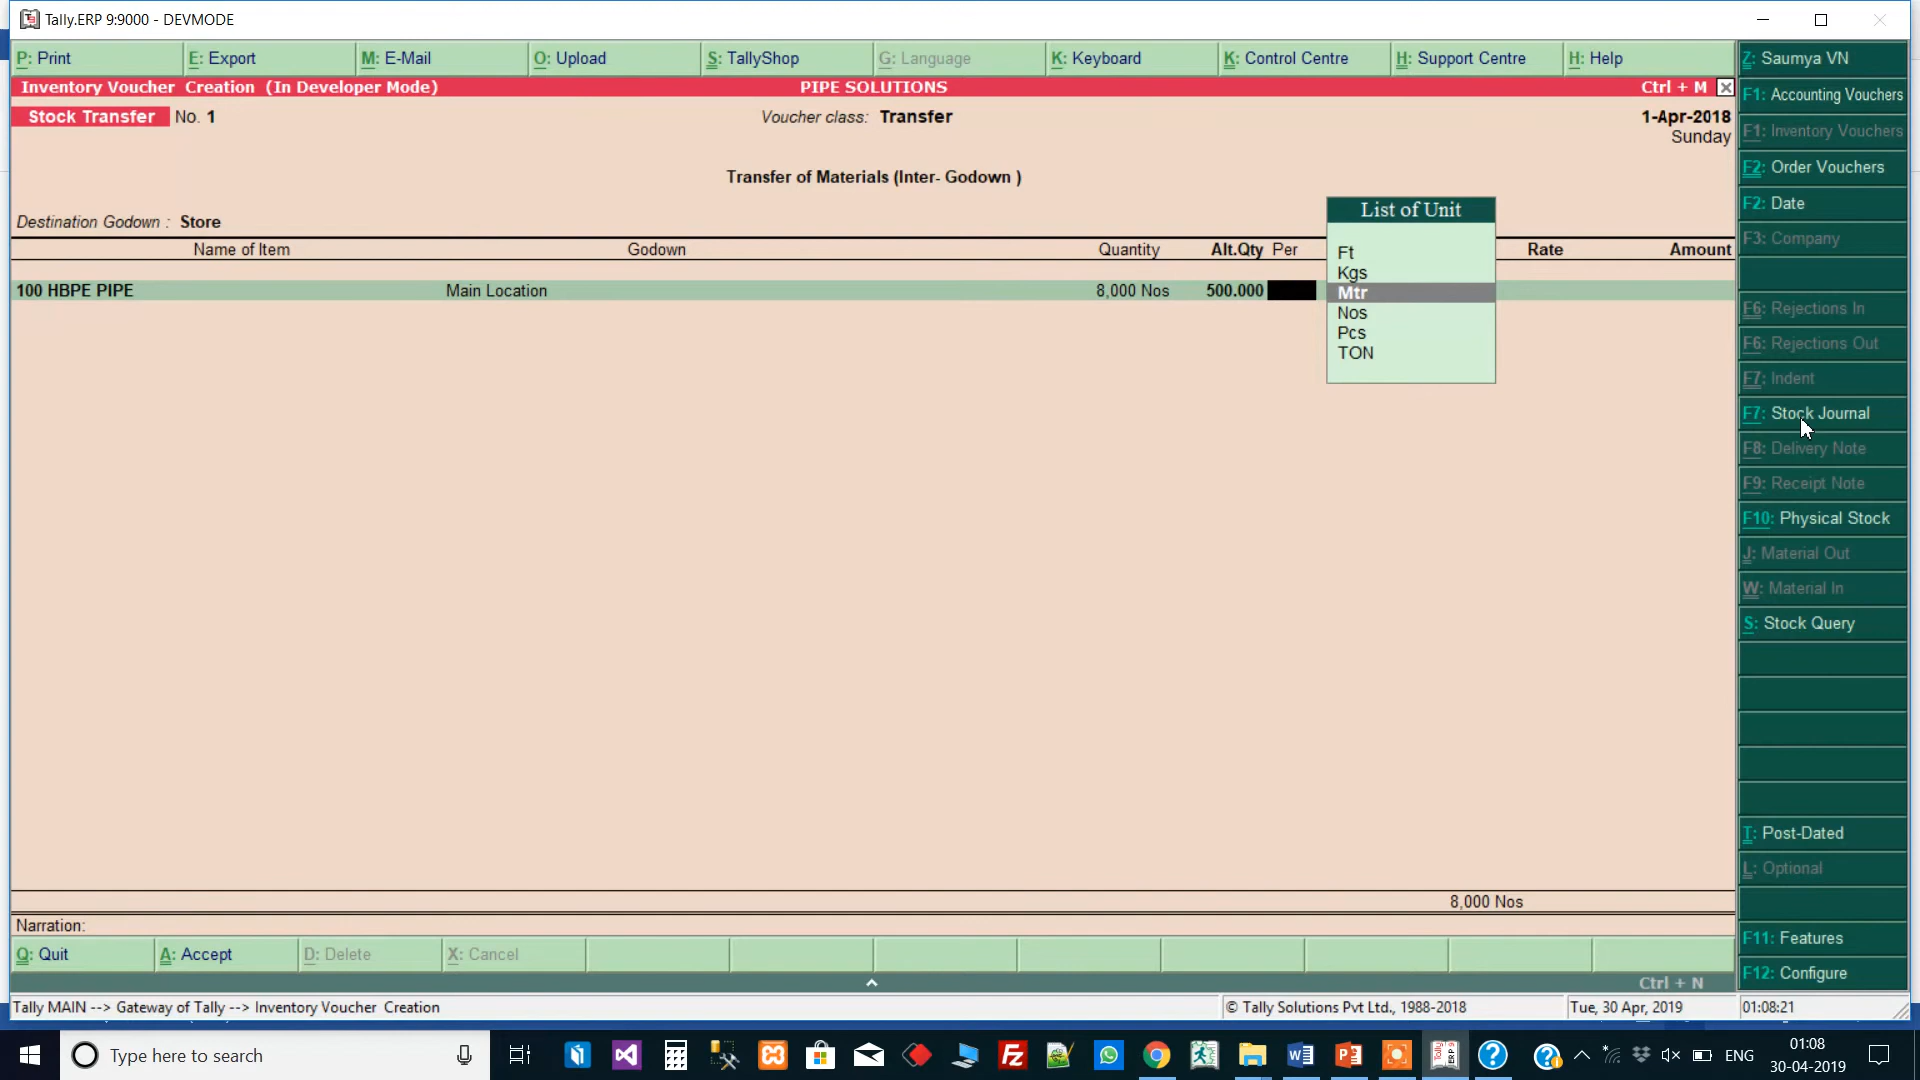 Tally.ERP 9:9000 - DEVMODE
P: Print E: Export M: E-Mail O: Upload S: TallyShop G: Language K: Keyboard K: Control Centre H: Support Centre H: Help
Inventory Voucher Creation (In Developer Mode) PIPE SOLUTIONS Ctrl + M
Stock Transfer No. 1 Voucher class: Transfer 1-Apr-2018
Sunday
Transfer of Materials (Inter- Godown )
Destination Godown : Store
Name of Item Godown Quantity Alt.Qty Per Rate Amount
100 HBPE PIPE Main Location 8,000 Nos 500.000
List of Unit
Ft
Kgs
Mtr
Nos
Pcs
TON
8,000 Nos
Narration:
Q: Quit A: Accept D: Delete X: Cancel
Ctrl + N
Z: Saumya VN
F1: Accounting Vouchers
F1: Inventory Vouchers
F2: Order Vouchers
F2: Date
F3: Company
F6: Rejections In
F6: Rejections Out
F7: Indent
F7: Stock Journal
F8: Delivery Note
F9: Receipt Note
F10: Physical Stock
J: Material Out
W: Material In
S: Stock Query
T: Post-Dated
L: Optional
F11: Features
F12: Configure
Tally MAIN --> Gateway of Tally --> Inventory Voucher Creation © Tally Solutions Pvt Ltd., 1988-2018 Tue, 30 Apr, 2019 01:08:21
Type here to search
ENG
01:08
30-04-2019